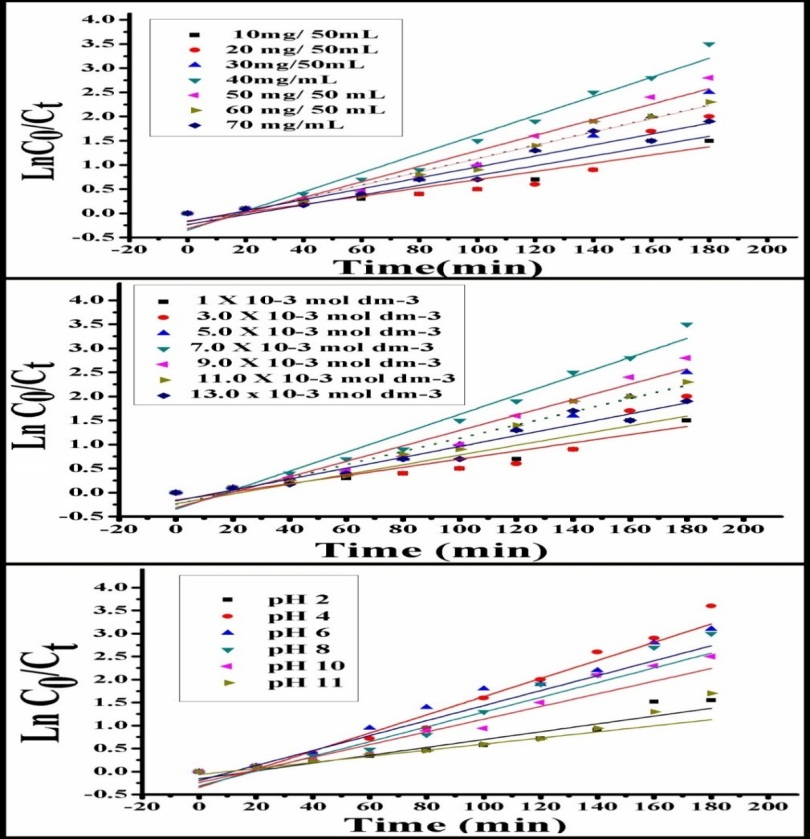 4.0
3.5
3.0
2.5
2.0
1.5
1.0
0.5
0.0
-0.5
LnC0/Ct
10mg/ 50mL
20 mg/ 50mL
30mg/50mL
40mg/mL
50 mg/ 50 mL
60 mg/ 50 mL
70 mg/mL
-20 0 20 40 60 80 100 120 140 160 180 200
Time(min)
4.0
3.5
3.0
2.5
2.0
1.5
1.0
0.5
0.0
-0.5
Ln C0/Ct
1 X 10-3 mol dm-3
3.0 X 10-3 mol dm-3
5.0 X 10-3 mol dm-3
7.0 X 10-3 mol dm-3
9.0 X 10-3 mol dm-3
11.0 X 10-3 mol dm-3
13.0 x 10-3 mol dm-3
-20 0 20 40 60 80 100 120 140 160 180 200
Time (min)
4.0
3.5
3.0
2.5
2.0
1.5
1.0
0.5
0.0
-0.5
Ln C0/Ct
pH 2
pH 4
pH 6
pH 8
pH 10
pH 11
-20 0 20 40 60 80 100 120 140 160 180 200
Time (min)